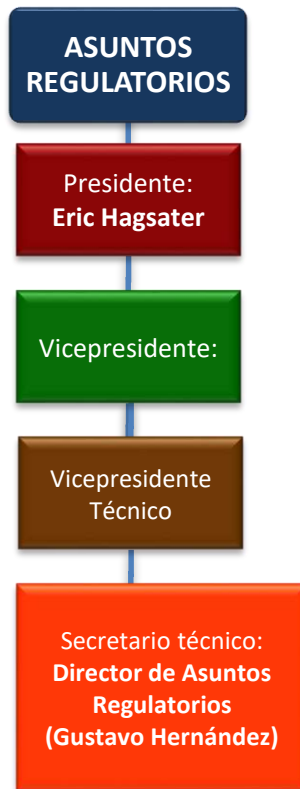 ASUNTOS
REGULATORIOS
Presidente:
Eric Hagsater
Vicepresidente:
Vicepresidente
Técnico
Secretario técnico:
Director de Asuntos
Regulatorios
(Gustavo Hernández)